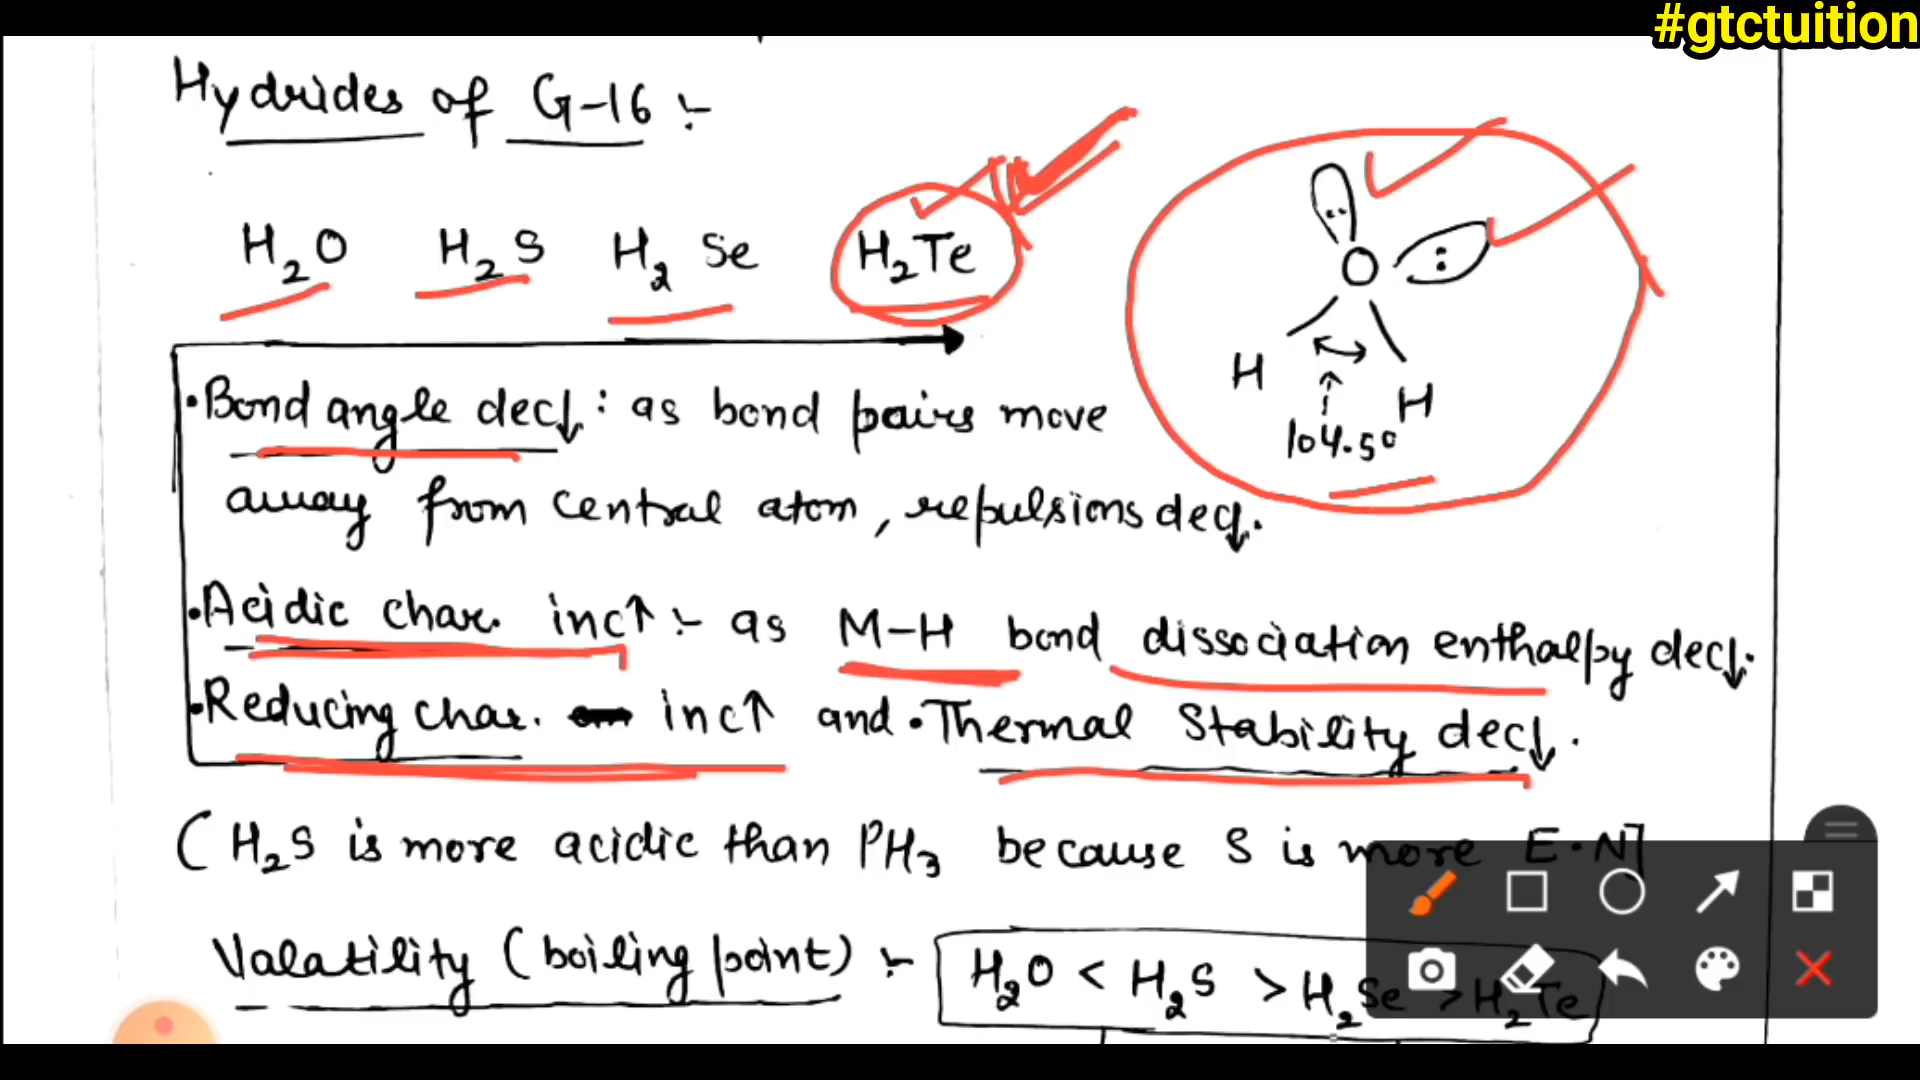 #gtctuition
Hydrides of G-16 :-
H₂O H₂S H₂Se H₂Te
O
H
H
104.5°
• Bond angle dec↓ : as bond pairs move
away from central atom, repulsions dec↓.
• Acidic char. inc↑ :- as M-H bond dissociation enthalpy dec↓.
• Reducing char. inc↑ and • Thermal Stability dec↓.
( H₂S is more acidic than PH₃ because S is more E.N]
Valatility (boiling point) :- H₂O < H₂S > H₂Se > H₂Te